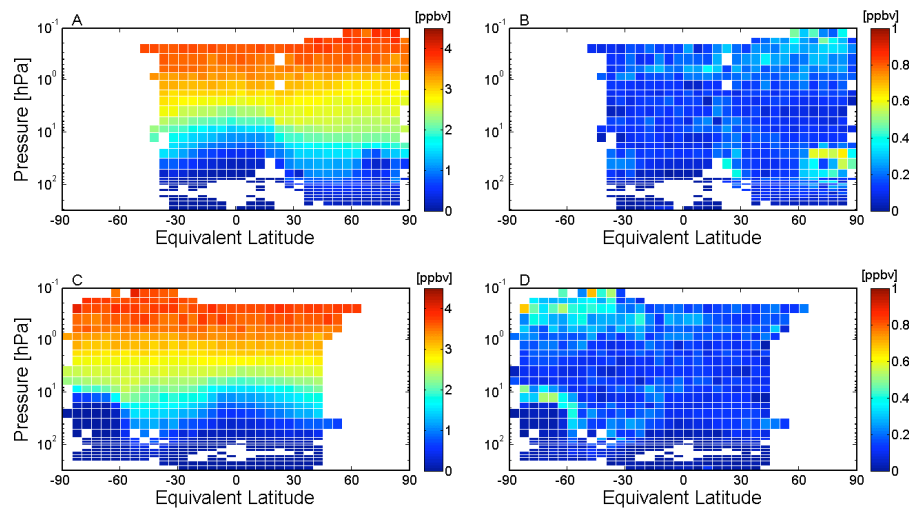 A [ppbv] B [ppbv]
10⁻¹ 4 10⁻¹ 1
10⁰ 3 10⁰ 0.8
Pressure [hPa] 0.6
10¹ 2 10¹ 0.4
10² 1 10² 0.2
0 0
-90 -60 -30 0 30 60 90 -90 -60 -30 0 30 60 90
Equivalent Latitude Equivalent Latitude
C [ppbv] D [ppbv]
10⁻¹ 4 10⁻¹ 1
10⁰ 3 10⁰ 0.8
Pressure [hPa] 0.6
10¹ 2 10¹ 0.4
10² 1 10² 0.2
0 0
-90 -60 -30 0 30 60 90 -90 -60 -30 0 30 60 90
Equivalent Latitude Equivalent Latitude